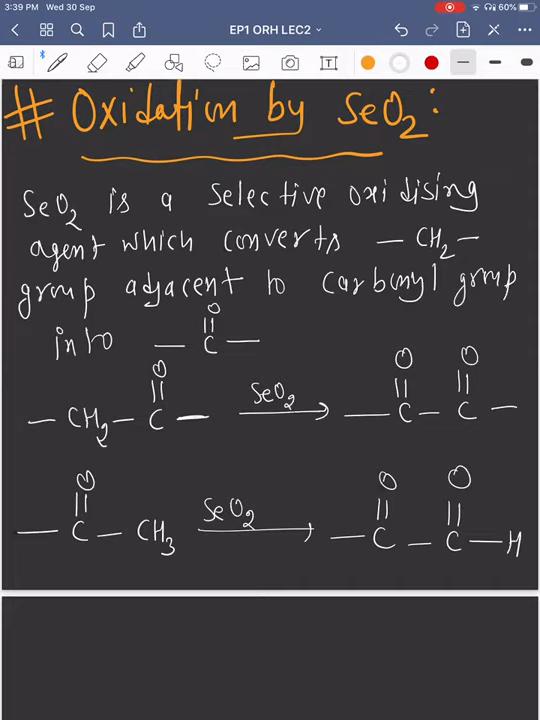 3:39 PM Wed 30 Sep
60%
EP1 ORH LEC2
T
# Oxidation by SeO₂:
SeO₂ is a selective oxidising
agent which converts — CH₂ —
group adjacent to carbonyl group
O
into — C —
O O O
— CH₂ — C — SeO₂ — C — C —
O O O
— C — CH₃ SeO₂ — C — C — H